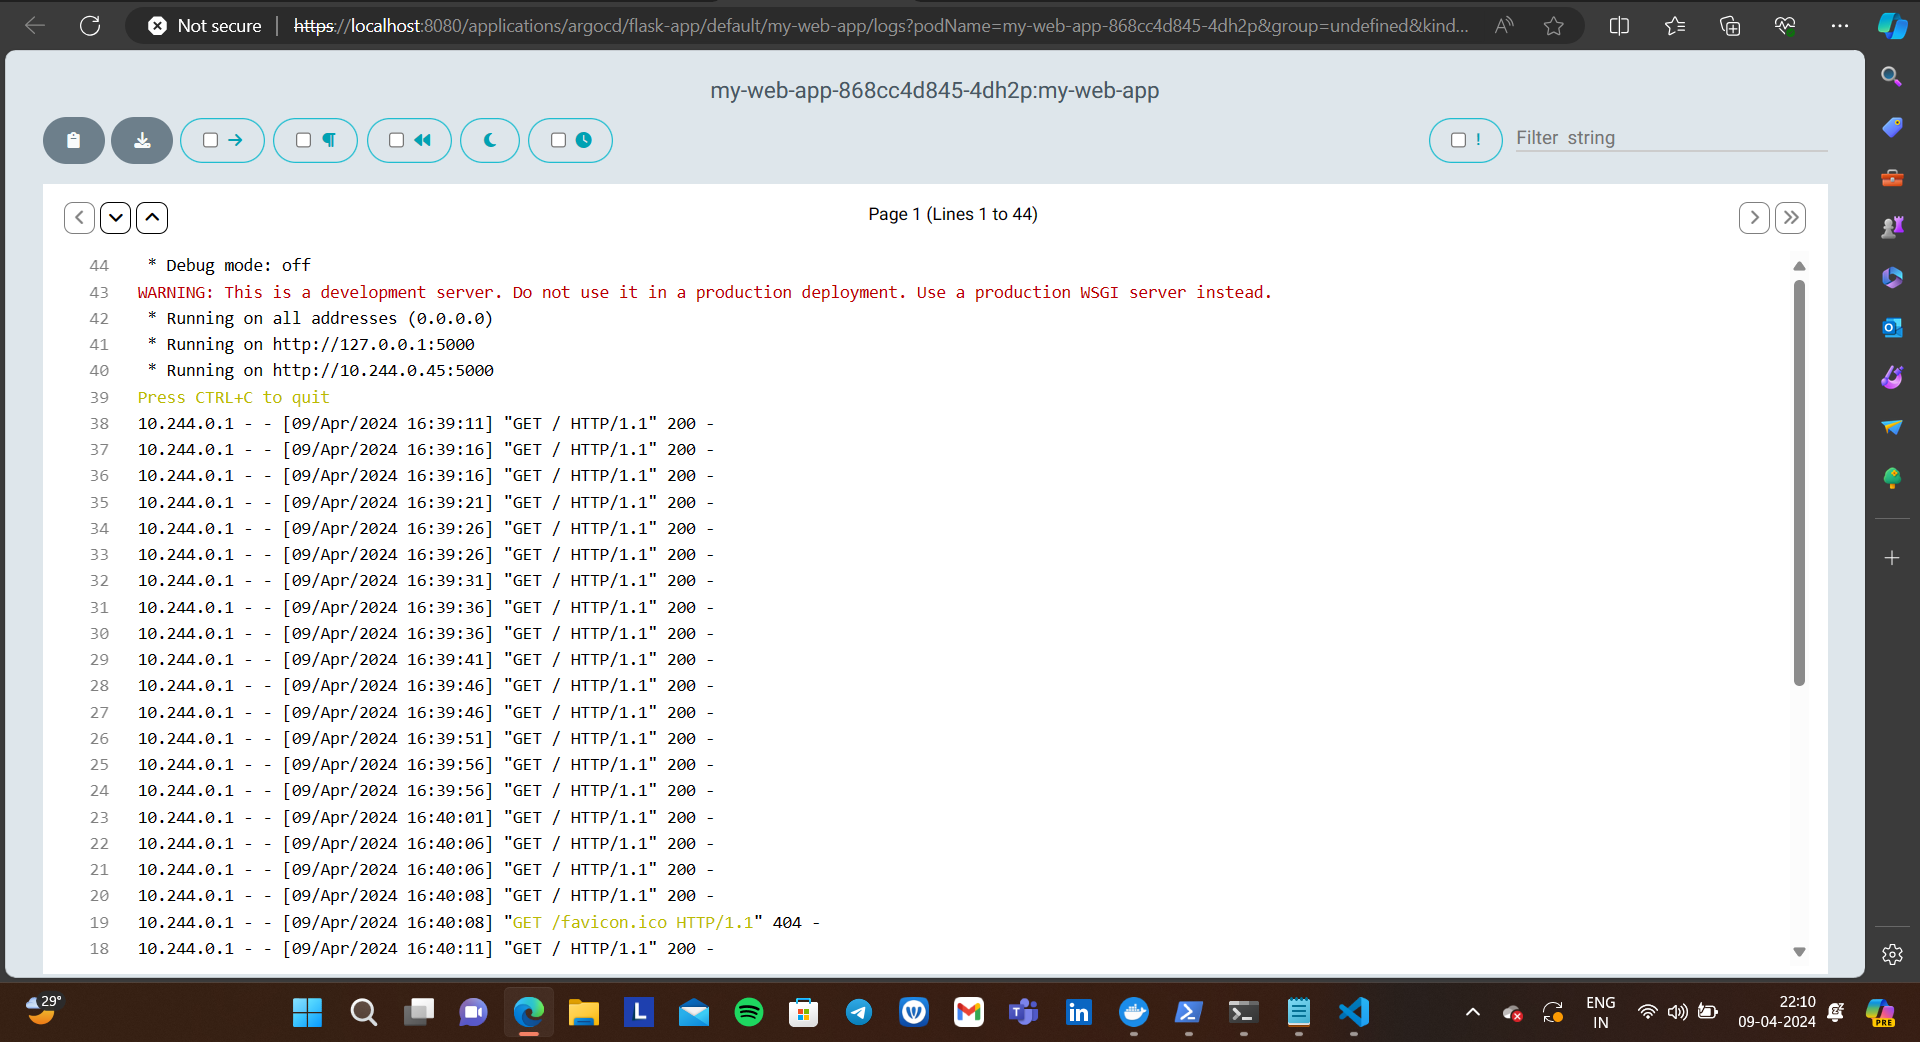 Not secure
https://localhost:8080/applications/argocd/flask-app/default/my-web-app/logs?podName=my-web-app-868cc4d845-4dh2p&group=undefined&kind...
my-web-app-868cc4d845-4dh2p:my-web-app
!
Filter string
Page 1 (Lines 1 to 44)
44 * Debug mode: off
43 WARNING: This is a development server. Do not use it in a production deployment. Use a production WSGI server instead.
42 * Running on all addresses (0.0.0.0)
41 * Running on http://127.0.0.1:5000
40 * Running on http://10.244.0.45:5000
39 Press CTRL+C to quit
38 10.244.0.1 - - [09/Apr/2024 16:39:11] "GET / HTTP/1.1" 200 -
37 10.244.0.1 - - [09/Apr/2024 16:39:16] "GET / HTTP/1.1" 200 -
36 10.244.0.1 - - [09/Apr/2024 16:39:16] "GET / HTTP/1.1" 200 -
35 10.244.0.1 - - [09/Apr/2024 16:39:21] "GET / HTTP/1.1" 200 -
34 10.244.0.1 - - [09/Apr/2024 16:39:26] "GET / HTTP/1.1" 200 -
33 10.244.0.1 - - [09/Apr/2024 16:39:26] "GET / HTTP/1.1" 200 -
32 10.244.0.1 - - [09/Apr/2024 16:39:31] "GET / HTTP/1.1" 200 -
31 10.244.0.1 - - [09/Apr/2024 16:39:36] "GET / HTTP/1.1" 200 -
30 10.244.0.1 - - [09/Apr/2024 16:39:36] "GET / HTTP/1.1" 200 -
29 10.244.0.1 - - [09/Apr/2024 16:39:41] "GET / HTTP/1.1" 200 -
28 10.244.0.1 - - [09/Apr/2024 16:39:46] "GET / HTTP/1.1" 200 -
27 10.244.0.1 - - [09/Apr/2024 16:39:46] "GET / HTTP/1.1" 200 -
26 10.244.0.1 - - [09/Apr/2024 16:39:51] "GET / HTTP/1.1" 200 -
25 10.244.0.1 - - [09/Apr/2024 16:39:56] "GET / HTTP/1.1" 200 -
24 10.244.0.1 - - [09/Apr/2024 16:39:56] "GET / HTTP/1.1" 200 -
23 10.244.0.1 - - [09/Apr/2024 16:40:01] "GET / HTTP/1.1" 200 -
22 10.244.0.1 - - [09/Apr/2024 16:40:06] "GET / HTTP/1.1" 200 -
21 10.244.0.1 - - [09/Apr/2024 16:40:06] "GET / HTTP/1.1" 200 -
20 10.244.0.1 - - [09/Apr/2024 16:40:08] "GET / HTTP/1.1" 200 -
19 10.244.0.1 - - [09/Apr/2024 16:40:08] "GET /favicon.ico HTTP/1.1" 404 -
18 10.244.0.1 - - [09/Apr/2024 16:40:11] "GET / HTTP/1.1" 200 -
29°
L
ENG
IN
22:10
09-04-2024
PRE